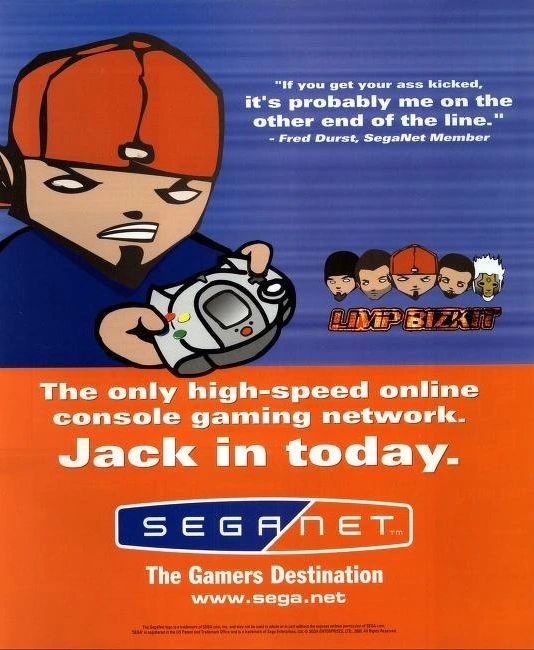 "If you get your ass kicked,
it's probably me on the
other end of the line."
- Fred Durst, SegaNet Member
LIMP BIZKIT
The only high-speed online
console gaming network.
Jack in today.
SEGANET™
The Gamers Destination
www.sega.net